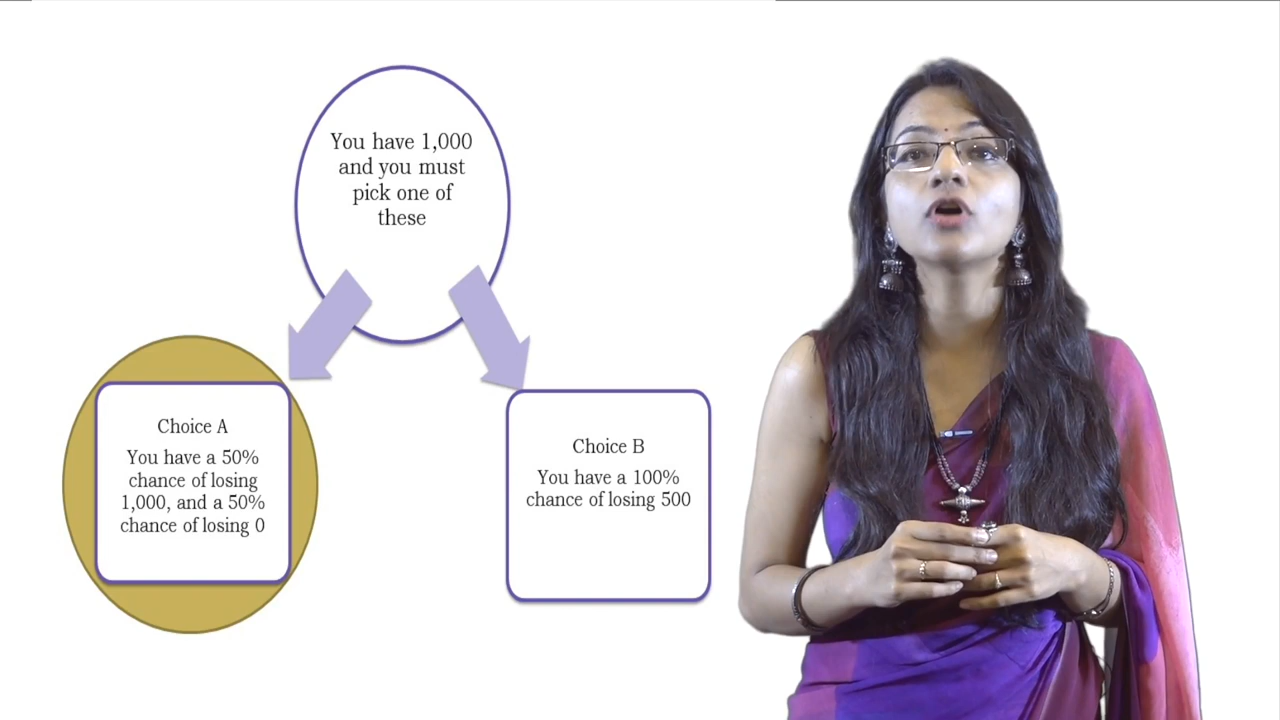 You have 1,000
and you must
pick one of
these
Choice A
You have a 50%
chance of losing
1,000, and a 50%
chance of losing 0
Choice B
You have a 100%
chance of losing 500